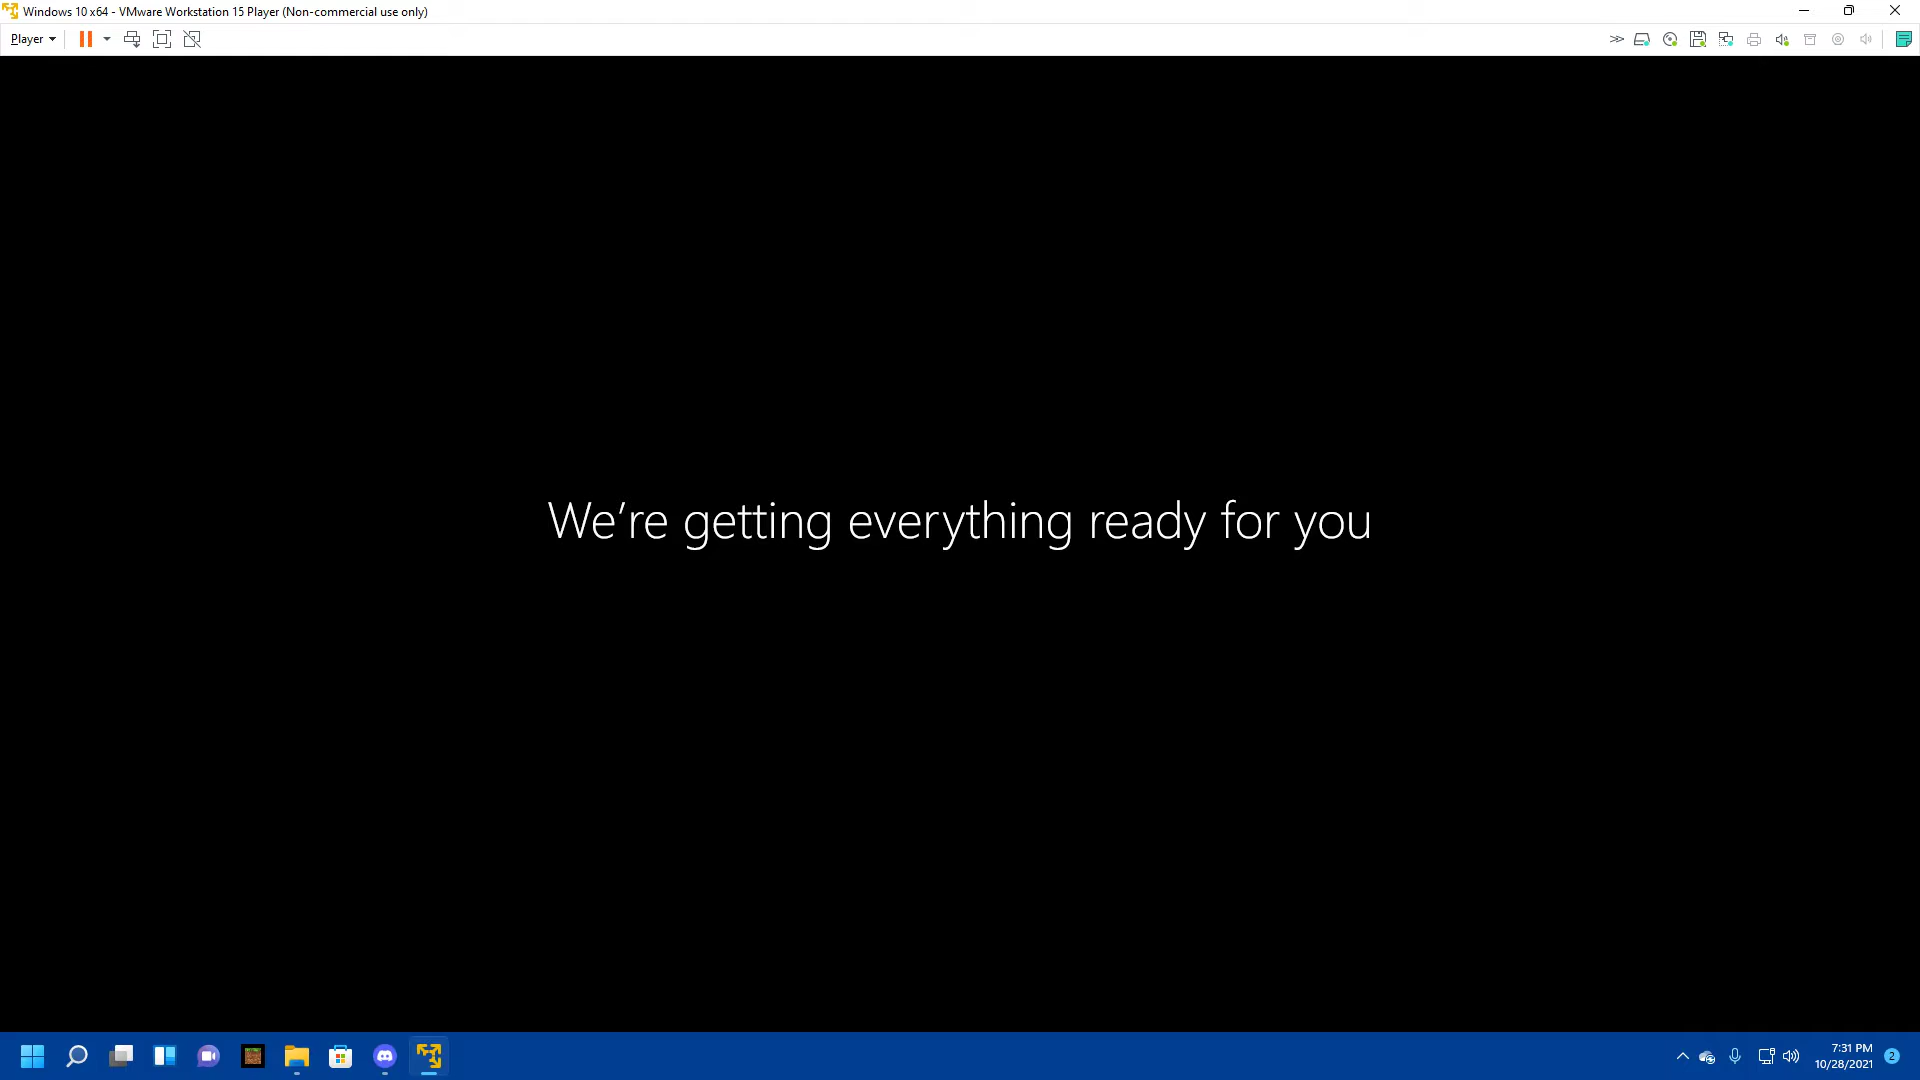 Windows 10 x64 - VMware Workstation 15 Player (Non-commercial use only)
Player
We’re getting everything ready for you
7:31 PM
10/28/2021
2